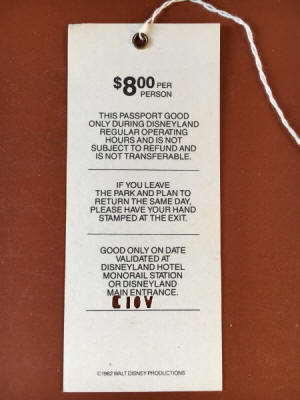 $8.00 PER
PERSON
THIS PASSPORT GOOD
ONLY DURING DISNEYLAND
REGULAR OPERATING
HOURS AND IS NOT
SUBJECT TO REFUND AND
IS NOT TRANSFERABLE.
IF YOU LEAVE
THE PARK AND PLAN TO
RETURN THE SAME DAY,
PLEASE HAVE YOUR HAND
STAMPED AT THE EXIT.
GOOD ONLY ON DATE
VALIDATED AT
DISNEYLAND HOTEL
MONORAIL STATION
OR DISNEYLAND
MAIN ENTRANCE.
©1982 WALT DISNEY PRODUCTIONS